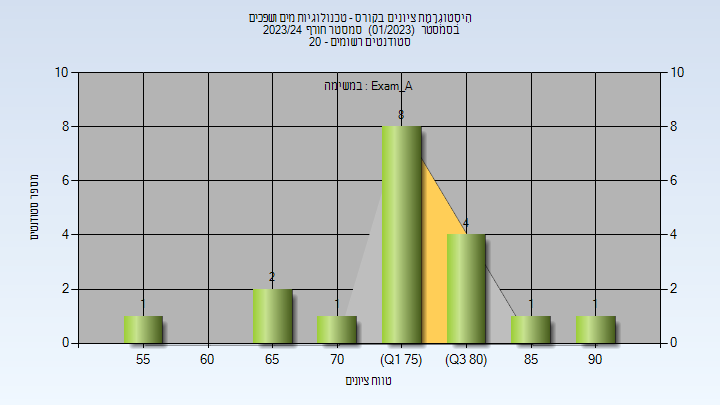 היסטוגרמת ציונים בקורס - טכנולוגיות מים ושפכים
בסמסטר (01/2023) סמסטר חורף 2023/24
סטודנטים רשומים - 20
במשימה : Exam_A
10 10
8 8
6 6
4 4
2 2
0 0
1
2
1
8
4
1
1
מספר סטודנטים
55 60 65 70 (Q1 75) (Q3 80) 85 90
טווח ציונים